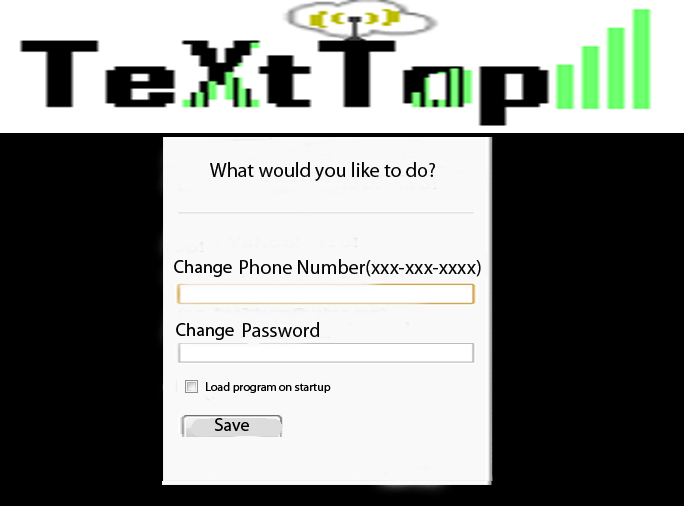 TeXtTap
What would you like to do?
Change Phone Number(xxx-xxx-xxxx)
Change Password
Load program on startup
Save